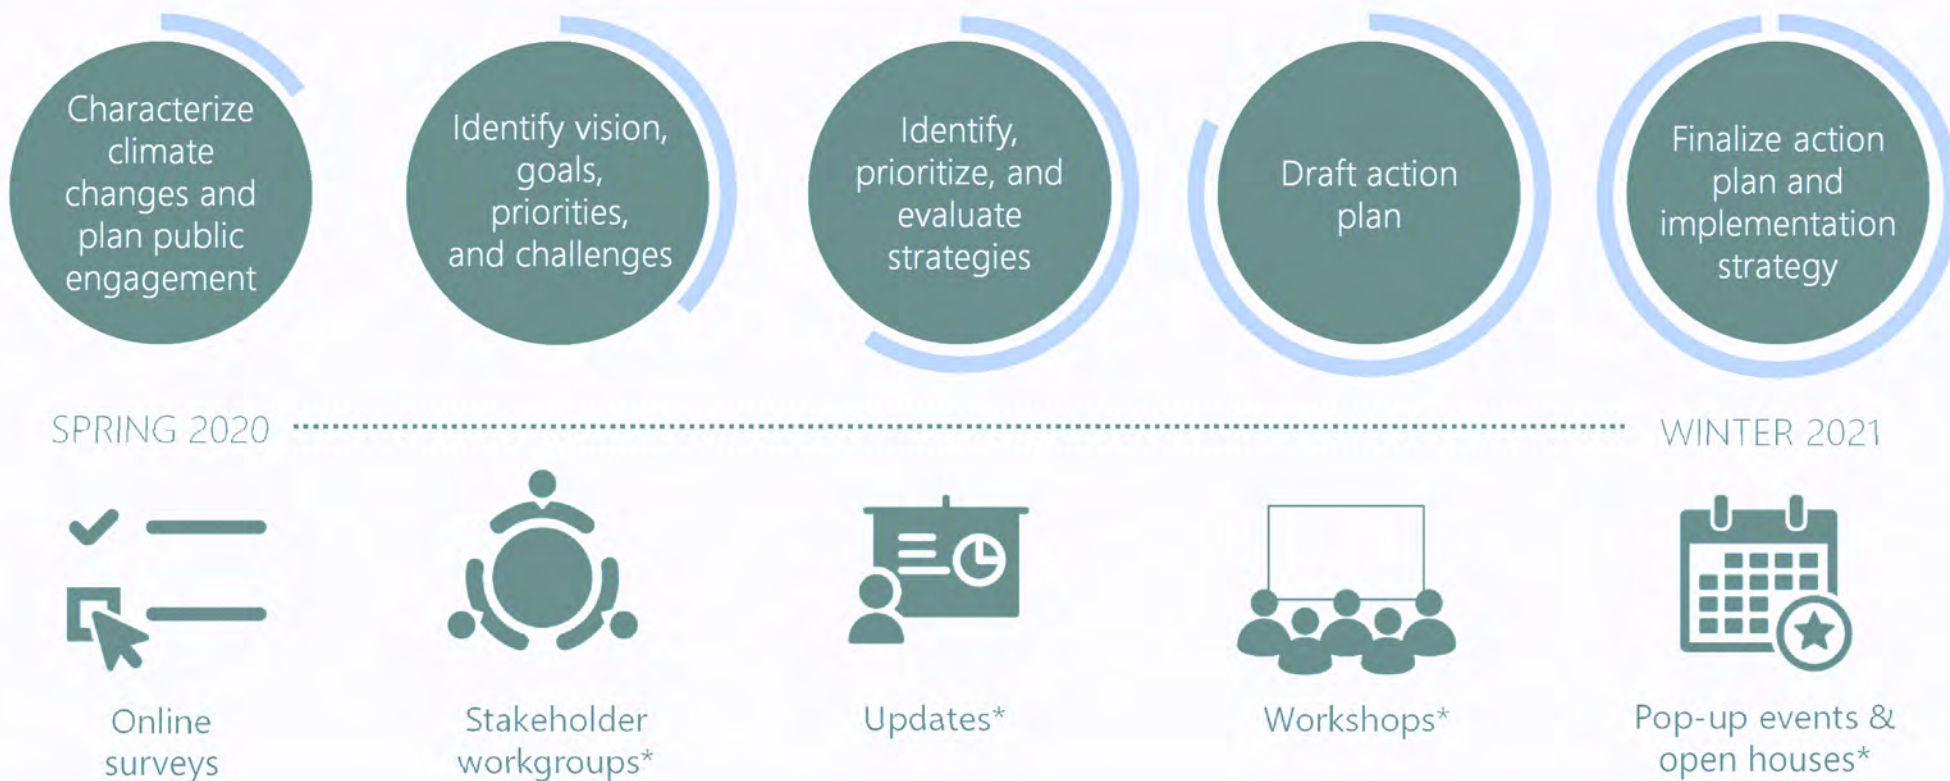 Characterize
climate
changes and
plan public
engagement
Identify vision,
goals,
priorities,
and challenges
Identify,
prioritize, and
evaluate
strategies
Draft action
plan
Finalize action
plan and
implementation
strategy
SPRING 2020
WINTER 2021
Online
surveys
Stakeholder
workgroups*
Updates*
Workshops*
Pop-up events &
open houses*